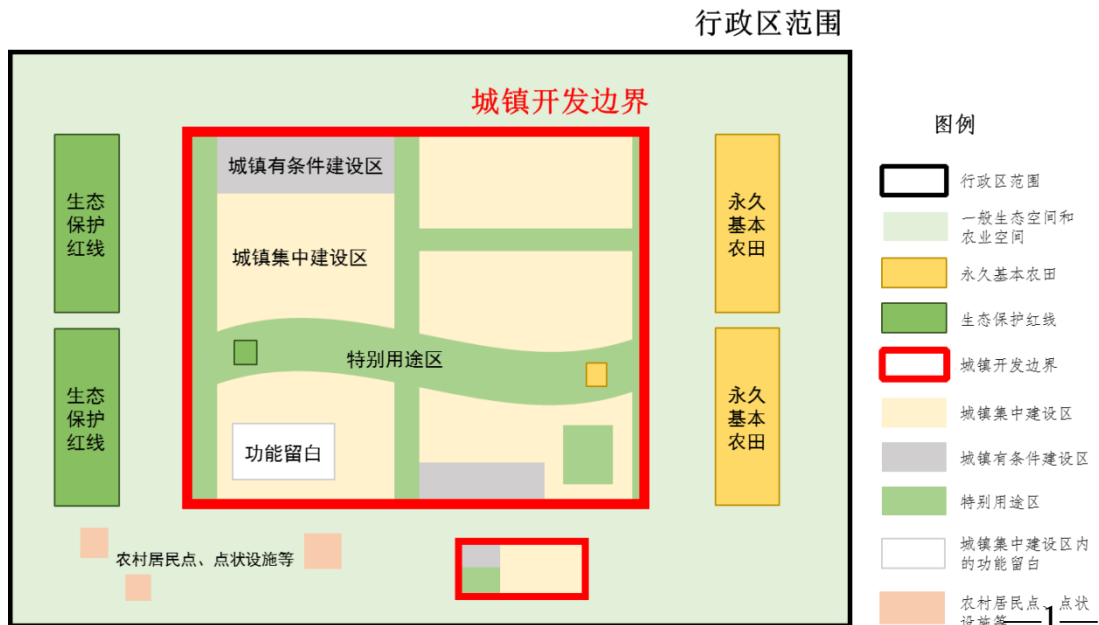 行政区范围
城镇开发边界
生态
保护
红线
城镇有条件建设区
城镇集中建设区
永久
基本
农田
特别用途区
生态
保护
红线
功能留白
永久
基本
农田
农村居民点、点状设施等
图例
行政区范围
一般生态空间和
农业空间
永久基本农田
生态保护红线
城镇开发边界
城镇集中建设区
城镇有条件建设区
特别用途区
城镇集中建设区内
的功能留白
农村居民点、点状
设施等
1